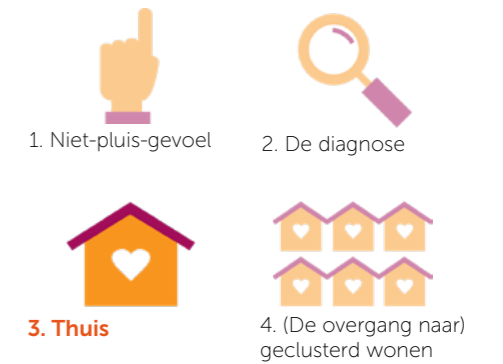 1. Niet-pluis-gevoel
2. De diagnose
3. Thuis
4. (De overgang naar)
geclusterd wonen